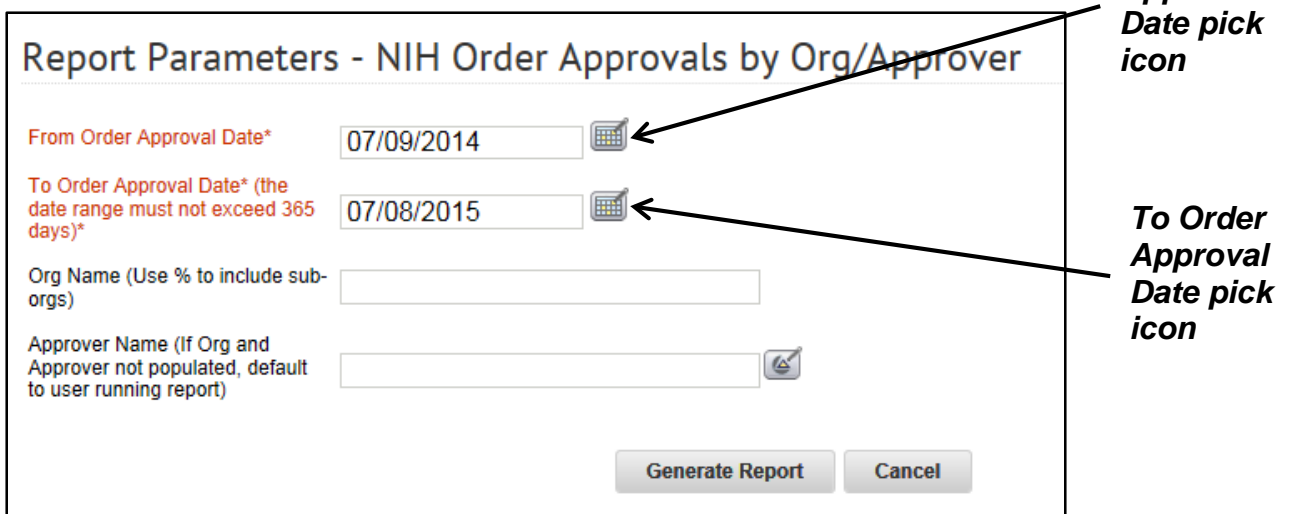 Report Parameters - NIH Order Approvals by Org/Approver
From Order Approval Date*
07/09/2014
To Order Approval Date* (the
date range must not exceed 365
days)*
07/08/2015
Org Name (Use % to include sub-
orgs)
Approver Name (If Org and
Approver not populated, default
to user running report)
Generate Report
Cancel
Date pick
icon
To Order
Approval
Date pick
icon